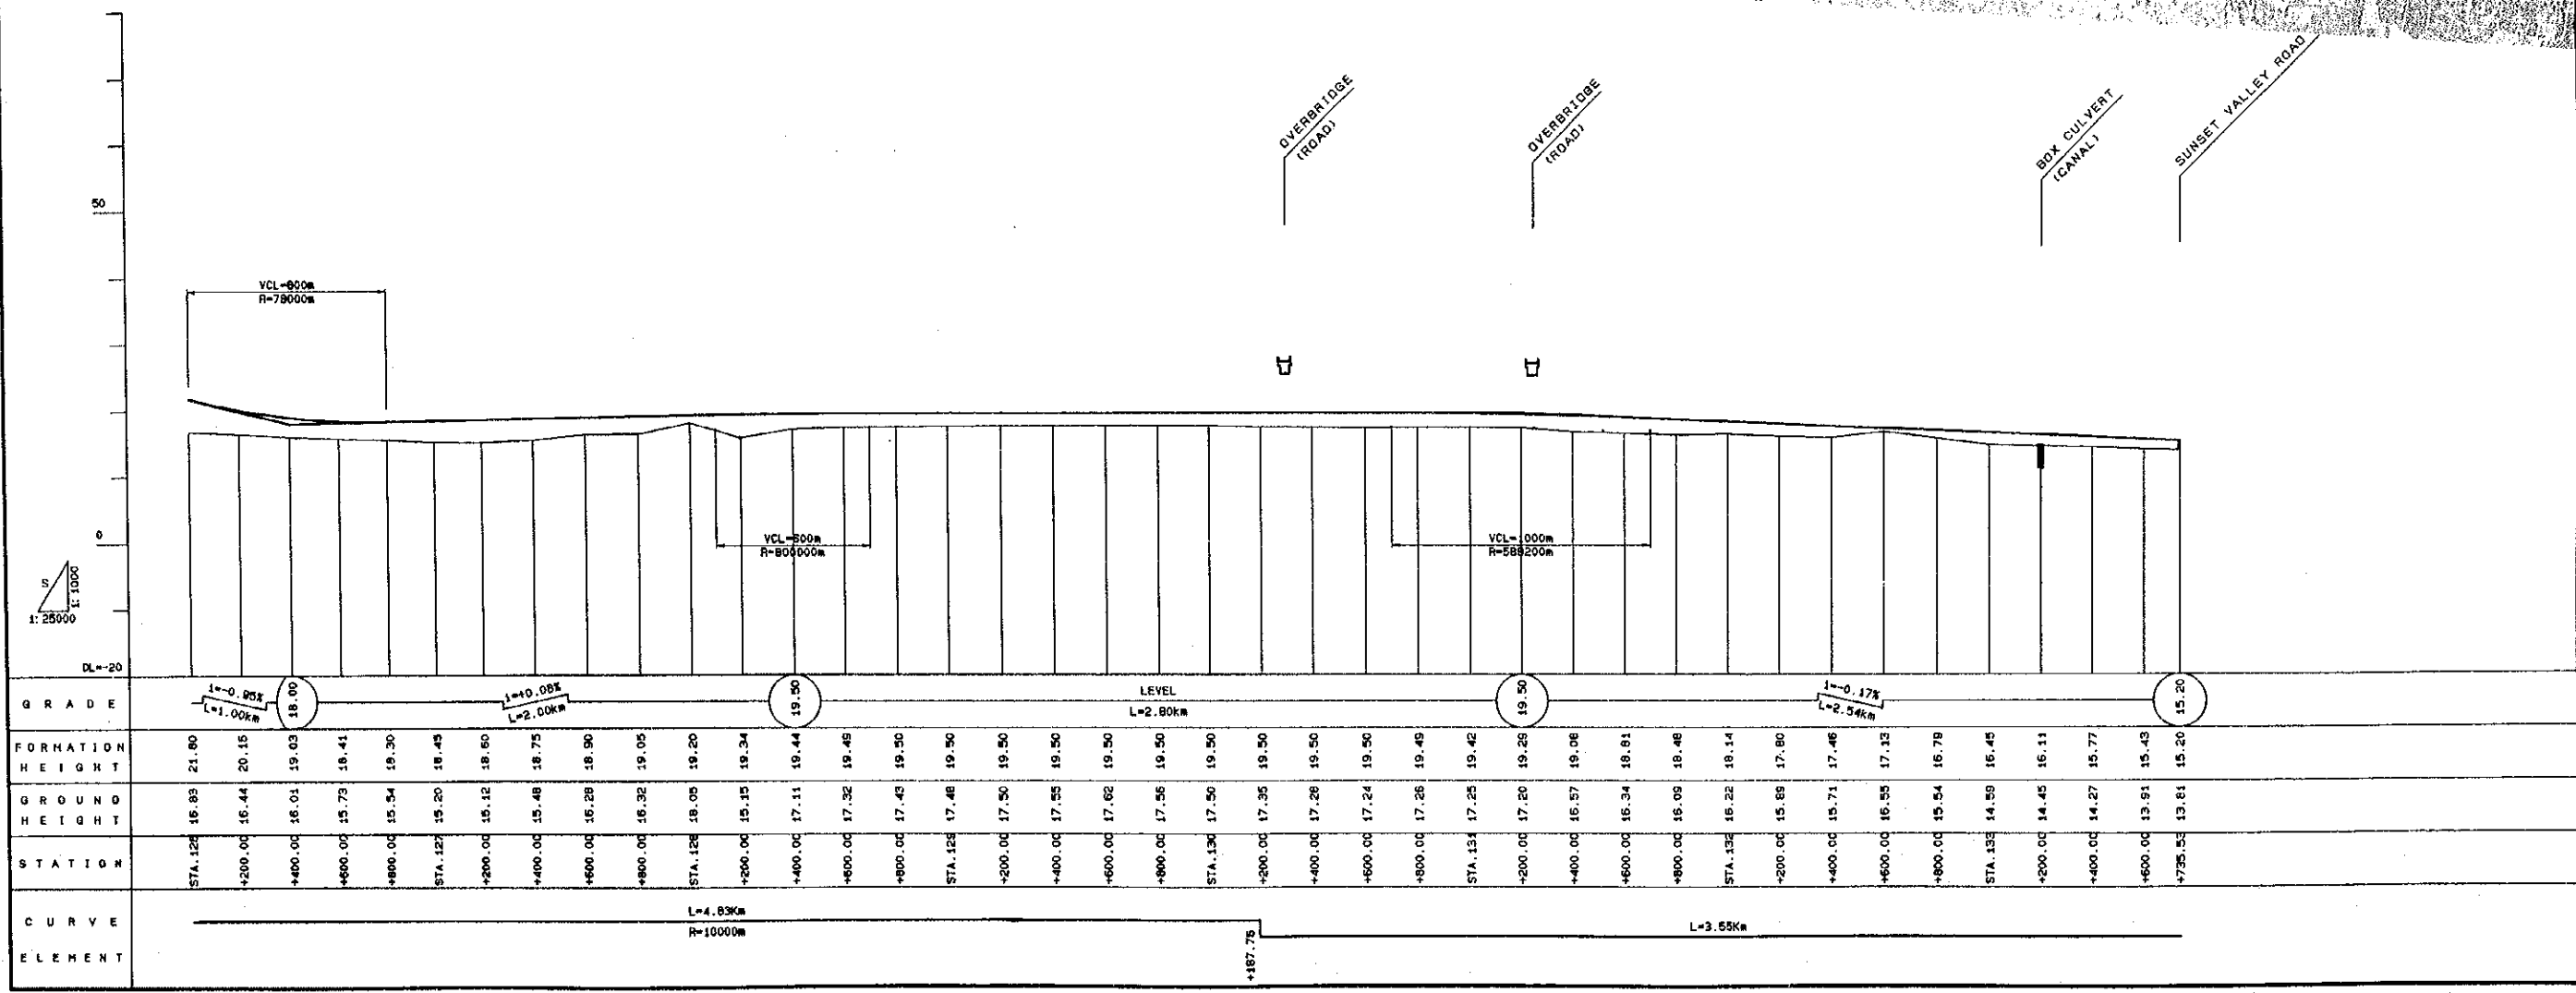 OVERBRIDGE
(ROAD)
OVERBRIDGE
(ROAD)
BOX CULVERT
(CANAL)
SUNSET VALLEY ROAD
50
VCL=800m
R=78000m
0
VCL=600m
R=800000m
VCL=1000m
R=588200m
S
1:1000
1:25000
DL=-20
GRADE
i=-0.95%
L=1.00km
18.00
i=+0.08%
L=2.00km
19.50
LEVEL
L=2.80km
19.50
i=-0.17%
L=2.54km
15.20
FORMATION HEIGHT
21.80 20.15 19.03 18.41 18.30 18.45 18.60 18.75 18.90 19.05 19.20 19.34 19.44 19.49 19.50 19.50 19.50 19.50 19.50 19.50 19.50 19.50 19.50 19.50 19.49 19.42 19.29 19.08 18.81 18.48 18.14 17.80 17.46 17.13 16.79 16.45 16.11 15.77 15.43 15.20
GROUND HEIGHT
16.83 16.44 16.01 15.73 15.54 15.20 15.12 15.48 16.28 16.32 18.05 15.15 17.11 17.32 17.43 17.48 17.50 17.55 17.62 17.56 17.50 17.35 17.28 17.24 17.26 17.25 17.20 16.57 16.34 16.09 16.22 15.89 15.71 16.55 15.54 14.59 14.45 14.27 13.91 13.81
STATION
STA.126 +200.00 +400.00 +600.00 +800.00 STA.127 +200.00 +400.00 +600.00 +800.00 STA.128 +200.00 +400.00 +600.00 +800.00 STA.129 +200.00 +400.00 +600.00 +800.00 STA.130 +200.00 +400.00 +600.00 +800.00 STA.131 +200.00 +400.00 +600.00 +800.00 STA.132 +200.00 +400.00 +600.00 +800.00 STA.133 +200.00 +400.00 +600.00 +735.53
CURVE ELEMENT
L=4.83Km
R=10000m
+187.75
L=3.55Km